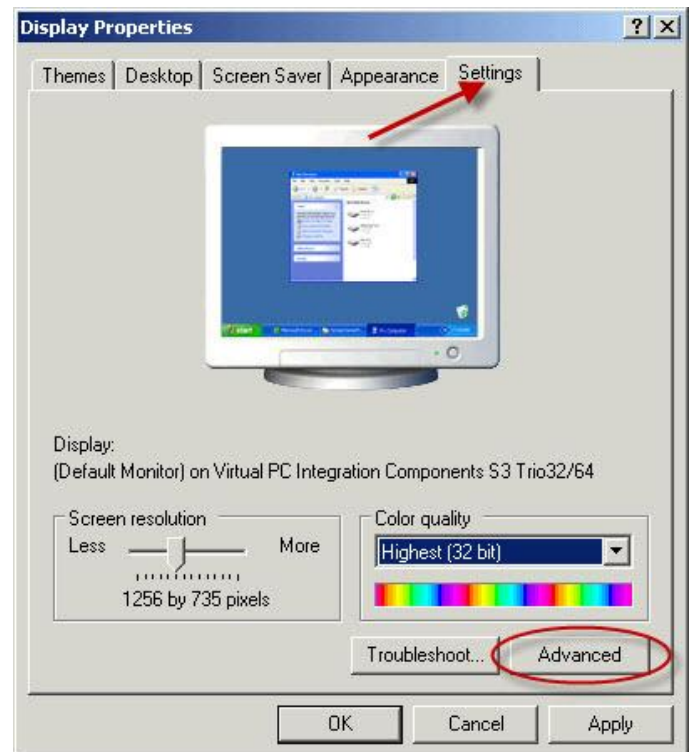 Display Properties
Themes Desktop Screen Saver Appearance Settings
start
Display:
(Default Monitor) on Virtual PC Integration Components S3 Trio32/64
Screen resolution
Less More
1256 by 735 pixels
Color quality
Highest (32 bit)
Troubleshoot... Advanced
OK Cancel Apply